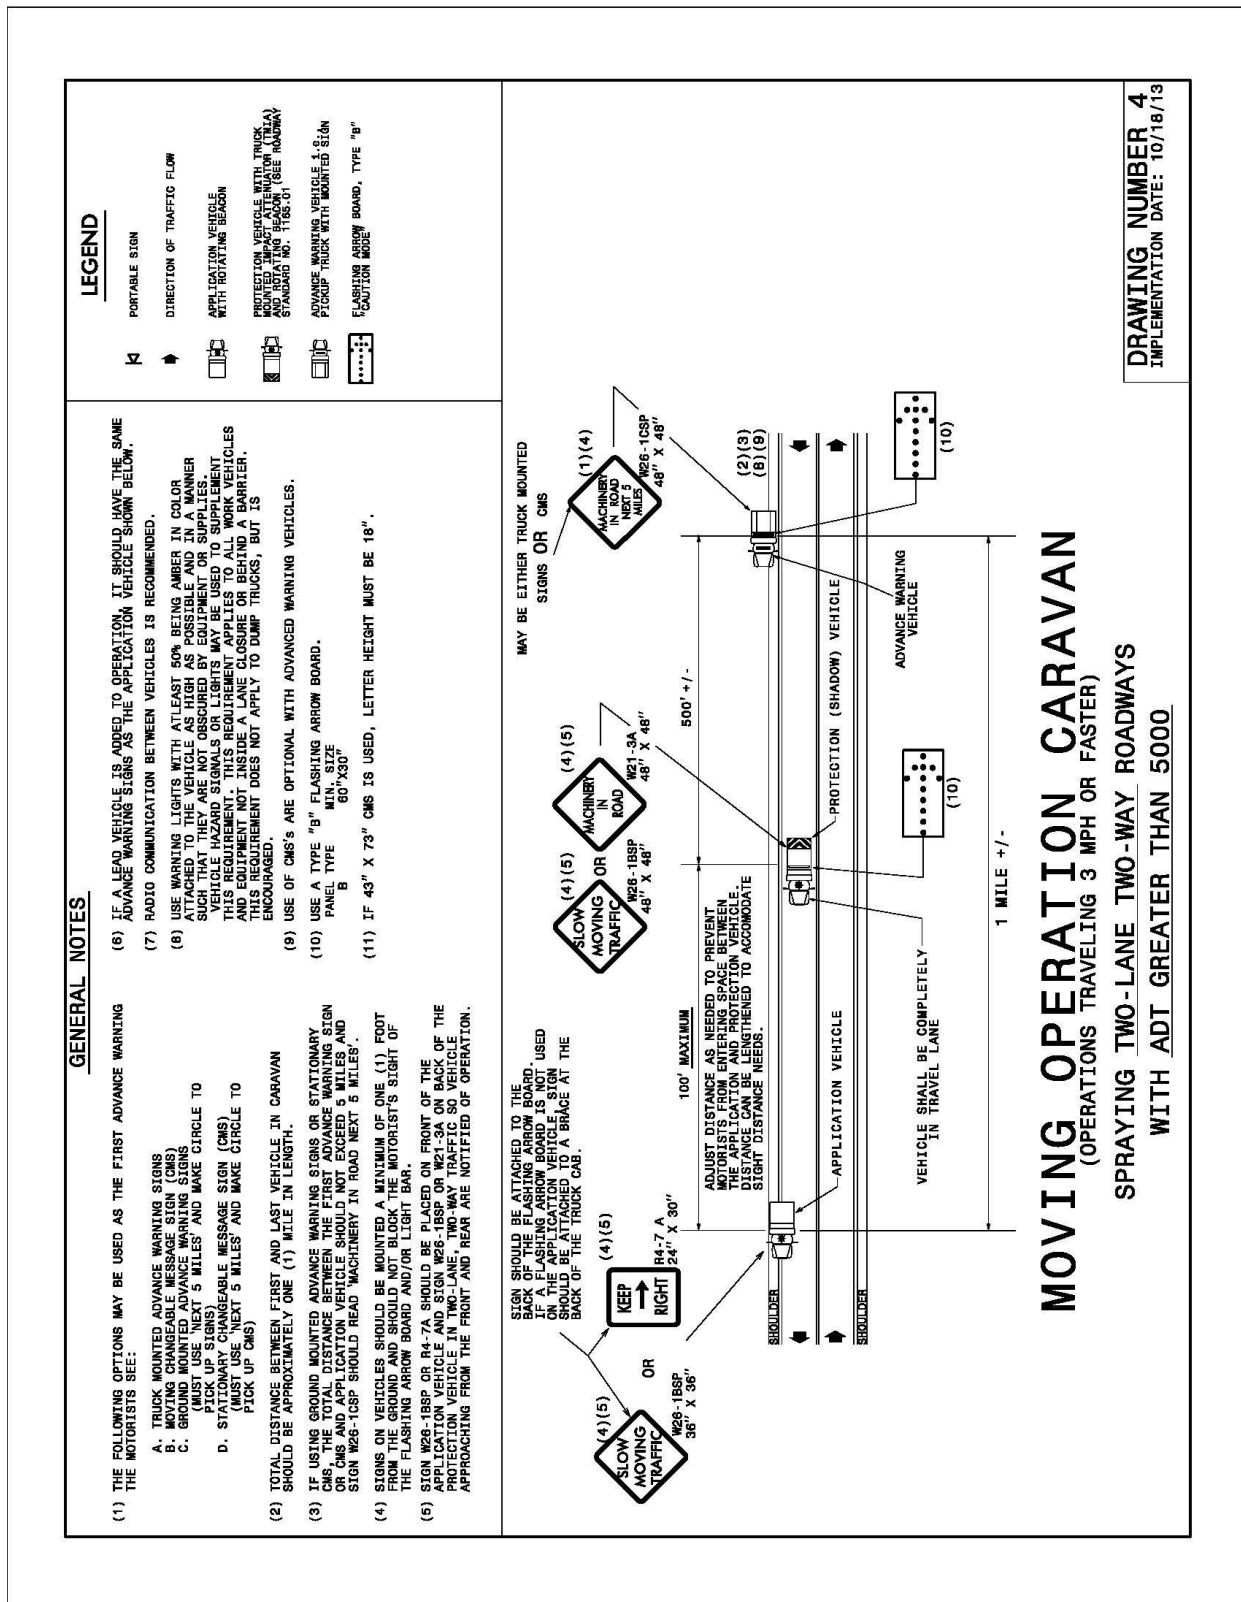 GENERAL NOTES
(1) THE FOLLOWING OPTIONS MAY BE USED AS THE FIRST ADVANCE WARNING
THE MOTORISTS SEE:
A. TRUCK MOUNTED ADVANCE WARNING SIGNS
B. MOVING CHANGEABLE MESSAGE SIGN (CMS)
C. GROUND MOUNTED ADVANCE WARNING SIGNS
(MUST USE 'NEXT 5 MILES' AND MAKE CIRCLE TO
PICK UP SIGNS)
D. STATIONARY CHANGEABLE MESSAGE SIGN (CMS)
(MUST USE 'NEXT 5 MILES' AND MAKE CIRCLE TO
PICK UP CMS)
(2) TOTAL DISTANCE BETWEEN FIRST AND LAST VEHICLE IN CARAVAN
SHOULD BE APPROXIMATELY ONE (1) MILE IN LENGTH.
(3) IF USING GROUND MOUNTED ADVANCE WARNING SIGNS OR STATIONARY
CMS, THE TOTAL DISTANCE BETWEEN THE FIRST ADVANCE WARNING SIGN
OR CMS AND APPLICATION VEHICLE SHOULD NOT EXCEED 5 MILES AND
SIGN W26-1CSP SHOULD READ 'MACHINERY IN ROAD NEXT 5 MILES'.
(4) SIGNS ON VEHICLES SHOULD BE MOUNTED A MINIMUM OF ONE (1) FOOT
FROM THE GROUND AND SHOULD NOT BLOCK THE MOTORIST'S SIGHT OF
THE FLASHING ARROW BOARD AND/OR LIGHT BAR.
(5) SIGN W26-1BSP OR R4-7A SHOULD BE PLACED ON FRONT OF THE
APPLICATION VEHICLE AND SIGN W26-1BSP OR W21-3A ON BACK OF THE
PROTECTION VEHICLE IN TWO-LANE, TWO-WAY TRAFFIC SO VEHICLE
APPROACHING FROM THE FRONT AND REAR ARE NOTIFIED OF OPERATION.
(6) IF A LEAD VEHICLE IS ADDED TO OPERATION, IT SHOULD HAVE THE SAME
ADVANCE WARNING SIGNS AS THE APPLICATION VEHICLE SHOWN BELOW.
(7) RADIO COMMUNICATION BETWEEN VEHICLES IS RECOMMENDED.
(8) USE WARNING LIGHTS WITH ATLEAST 50% BEING AMBER IN COLOR
ATTACHED TO THE VEHICLE AS HIGH AS POSSIBLE AND IN A MANNER
SUCH THAT THEY ARE NOT OBSCURED BY EQUIPMENT OR SUPPLIES.
VEHICLE HAZARD SIGNALS OR LIGHTS MAY BE USED TO SUPPLEMENT
THIS REQUIREMENT. THIS REQUIREMENT APPLIES TO ALL WORK VEHICLES
AND EQUIPMENT NOT INSIDE A LANE CLOSURE OR BEHIND A BARRIER.
THIS REQUIREMENT DOES NOT APPLY TO DUMP TRUCKS, BUT IS
ENCOURAGED.
(9) USE OF CMS's ARE OPTIONAL WITH ADVANCED WARNING VEHICLES.
(10) USE A TYPE "B" FLASHING ARROW BOARD.
PANEL TYPE MIN. SIZE
B 60"X30"
(11) IF 43" X 73" CMS IS USED, LETTER HEIGHT MUST BE 18".
LEGEND
PORTABLE SIGN
DIRECTION OF TRAFFIC FLOW
APPLICATION VEHICLE
WITH ROTATING BEACON
PROTECTION VEHICLE WITH TRUCK
MOUNTED IMPACT ATTENUATOR (TMIA)
AND ROTATING BEACON (SEE ROADWAY
STANDARD NO. 1165.01
ADVANCE WARNING VEHICLE
PICKUP TRUCK WITH MOUNTED SIGN
FLASHING ARROW BOARD, TYPE "B"
"CAUTION MODE"
SIGN SHOULD BE ATTACHED TO THE
BACK OF THE FLASHING ARROW BOARD.
IF A FLASHING ARROW BOARD IS NOT USED
ON THE APPLICATION VEHICLE, SIGN
SHOULD BE ATTACHED TO A BRACE AT THE
BACK OF THE TRUCK CAB.
(4)(5)
SLOW
MOVING
TRAFFIC
W26-1BSP
36" X 36"
OR
(4)(5)
KEEP
RIGHT
R4-7 A
24" X 30"
(4)(5)
SLOW
MOVING
TRAFFIC
OR
W26-1BSP
48" X 48"
(4)(5)
MACHINERY
IN
ROAD
W21-3A
48" X 48"
MAY BE EITHER TRUCK MOUNTED
SIGNS OR CMS
(1)(4)
MACHINERY
IN ROAD
NEXT 5
MILES
W26-1CSP
48" X 48"
100' MAXIMUM
ADJUST DISTANCE AS NEEDED TO PREVENT
MOTORISTS FROM ENTERING SPACE BETWEEN
THE APPLICATION AND PROTECTION VEHICLE.
DISTANCE CAN BE LENGTHENED TO ACCOMODATE
SIGHT DISTANCE NEEDS.
500' +/-
(2)(3)
(8)(9)
SHOULDER
SHOULDER
APPLICATION VEHICLE
VEHICLE SHALL BE COMPLETELY
IN TRAVEL LANE
PROTECTION (SHADOW) VEHICLE
(10)
ADVANCE WARNING
VEHICLE
(10)
1 MILE +/-
MOVING OPERATION CARAVAN
(OPERATIONS TRAVELING 3 MPH OR FASTER)
SPRAYING TWO-LANE TWO-WAY ROADWAYS
WITH ADT GREATER THAN 5000
DRAWING NUMBER 4
IMPLEMENTATION DATE: 10/18/13